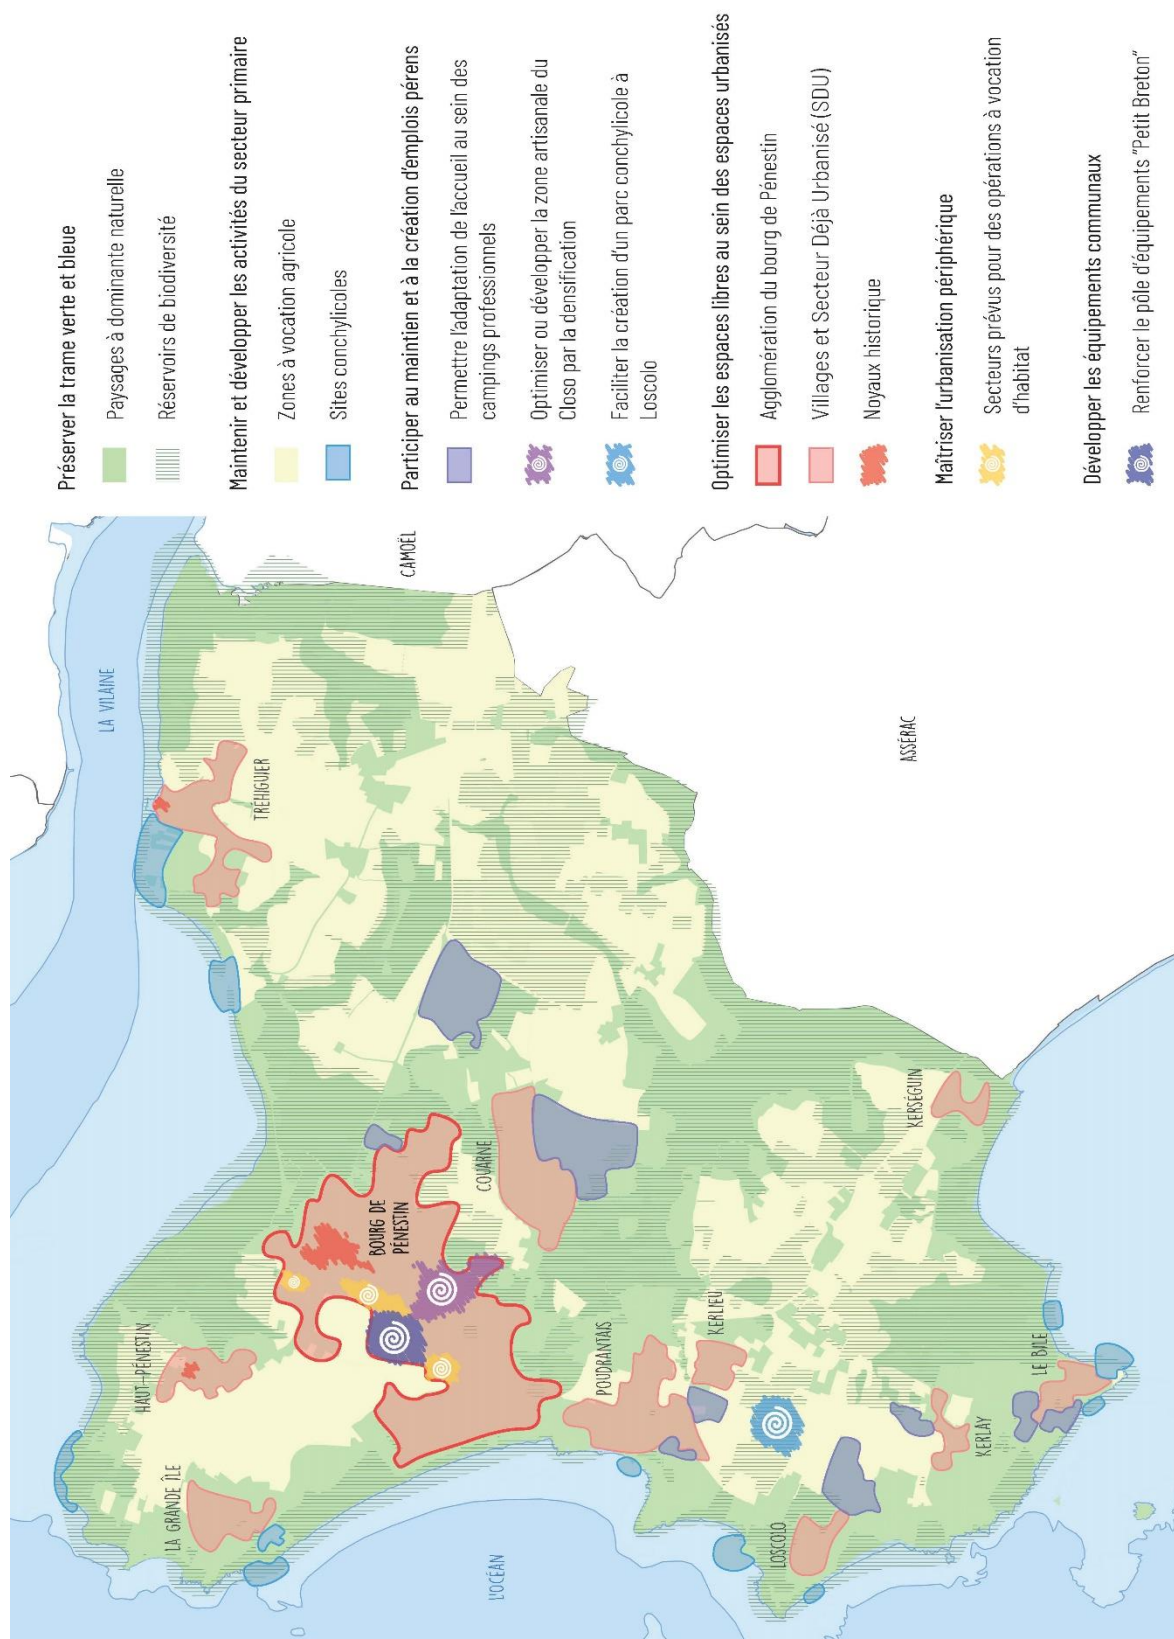 Préserver la trame verte et bleue
Paysages à dominante naturelle
Réservoirs de biodiversité
Maintenir et développer les activités du secteur primaire
Zones à vocation agricole
Sites conchylicoles
Participer au maintien et à la création d'emplois pérens
Permettre l'adaptation de l'accueil au sein des
campings professionnels
Optimiser ou développer la zone artisanale du
Closo par la densification
Faciliter la création d'un parc conchylicole à
Loscolo
Optimiser les espaces libres au sein des espaces urbanisés
Agglomération du bourg de Pénestin
Villages et Secteur Déjà Urbanisé (SDU)
Noyaux historique
Maîtriser l'urbanisation périphérique
Secteurs prévus pour des opérations à vocation
d'habitat
Développer les équipements communaux
Renforcer le pôle d'équipements "Petit Breton"
LA VILAINE
CAMOËL
TRÉHIGUIER
HAUT-PÉNESTIN
LA GRANDE ÎLE
BOURG DE
PÉNESTIN
COUARNE
L'OCÉAN
POUDRANTAIS
KERLIEU
ASSÉRAC
KERSÉGUIN
LOSCOLO
KERLAY
LE BILE